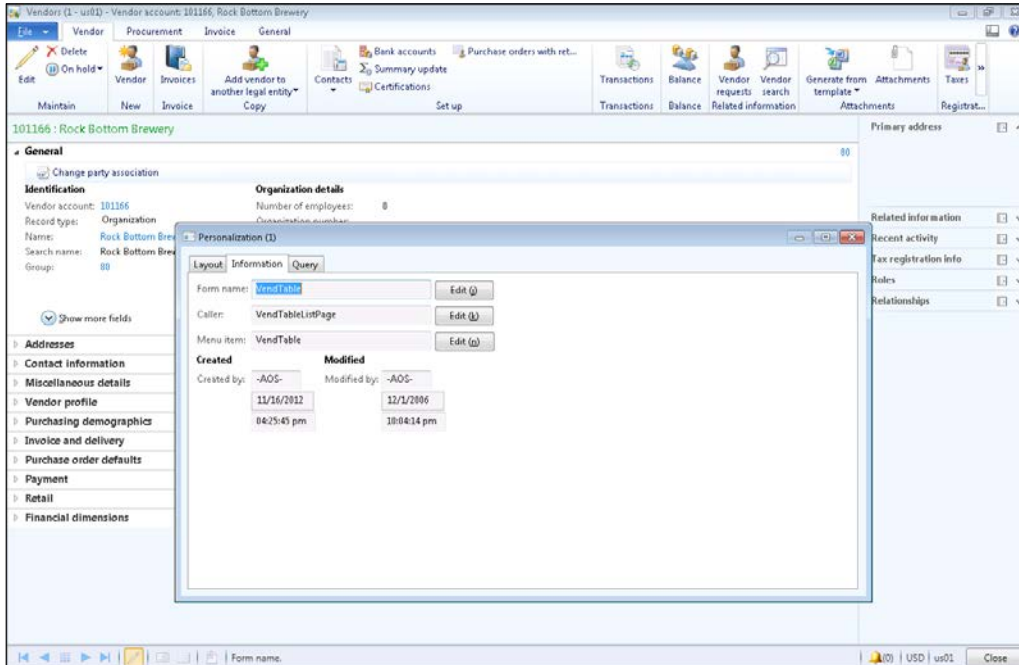 Vendors (1 - us01) - Vendor account: 101166, Rock Bottom Brewery
File Vendor Procurement Invoice General
Edit
Delete
On hold
Maintain
Vendor
New
Invoices
Invoice
Add vendor to
another legal entity
Copy
Contacts
Bank accounts
Summary update
Certifications
Purchase orders with ret...
Set up
Transactions
Transactions
Balance
Balance
Vendor
requests
Vendor
search
Related information
Generate from
template
Attachments
Attachments
Taxes
Registrat...
»
101166 : Rock Bottom Brewery
General 80
Change party association
Identification
Vendor account: 101166
Record type: Organization
Name: Rock Bottom Brew
Search name: Rock Bottom Brew
Group: 80
Show more fields
Organization details
Number of employees: 0
Organization number:
Addresses
Contact information
Miscellaneous details
Vendor profile
Purchasing demographics
Invoice and delivery
Purchase order defaults
Payment
Retail
Financial dimensions
Personalization (1)
Layout Information Query
Form name: VendTable Edit (j)
Caller: VendTableListPage Edit (k)
Menu item: VendTable Edit (n)
Created Modified
Created by: -AOS- Modified by: -AOS-
11/16/2012 12/1/2006
04:25:45 pm 10:04:14 pm
Primary address
Related information
Recent activity
Tax registration info
Roles
Relationships
Form name.
(0) USD us01 Close